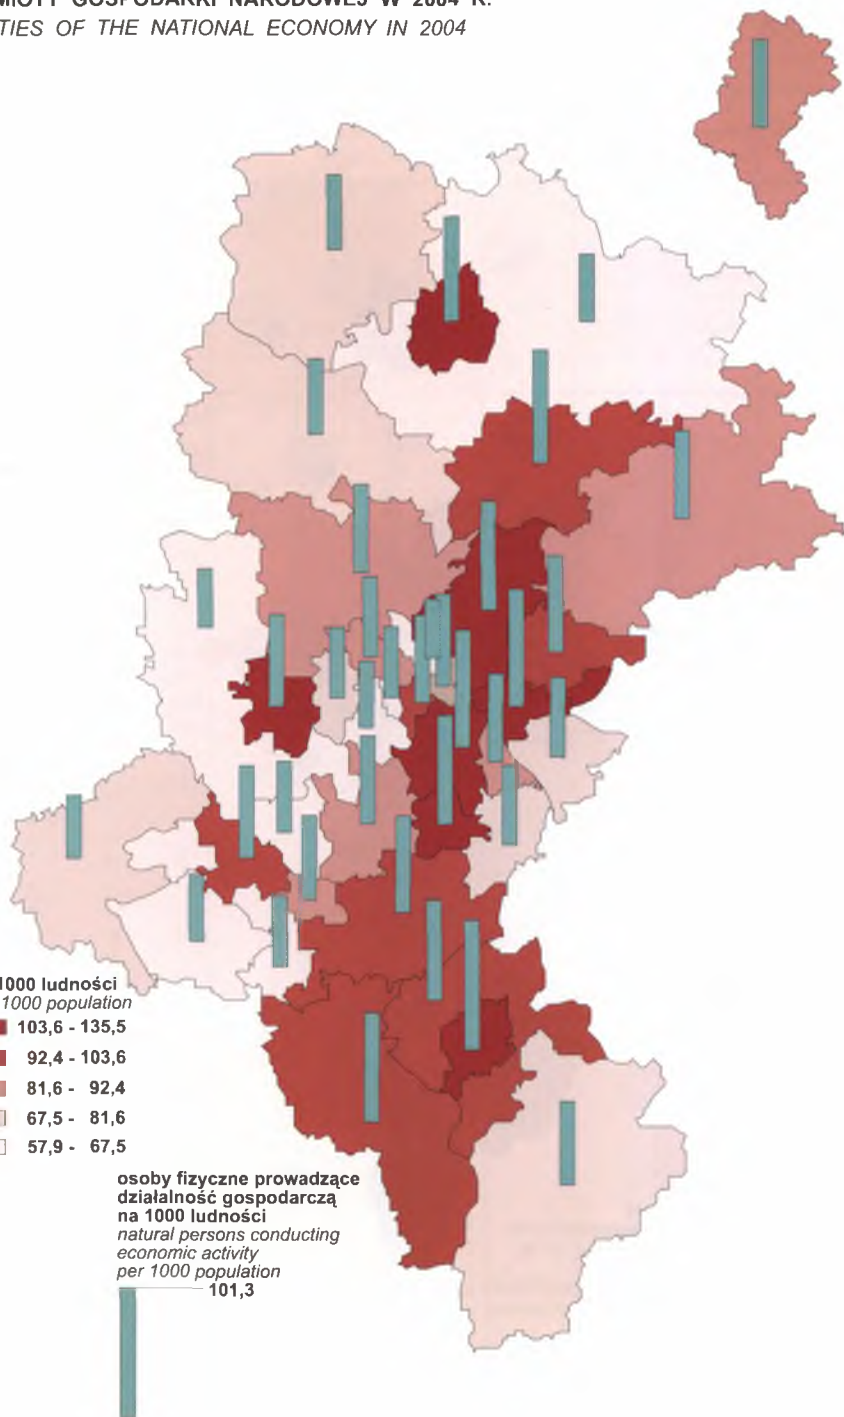 MIOTY GOSPODARKI NARODOWEJ W 2004 R.
TIES OF THE NATIONAL ECONOMY IN 2004
1000 ludności
1000 population
103,6 - 135,5
92,4 - 103,6
81,6 - 92,4
67,5 - 81,6
57,9 - 67,5
osoby fizyczne prowadzące
działalność gospodarczą
na 1000 ludności
natural persons conducting
economic activity
per 1000 population
101,3